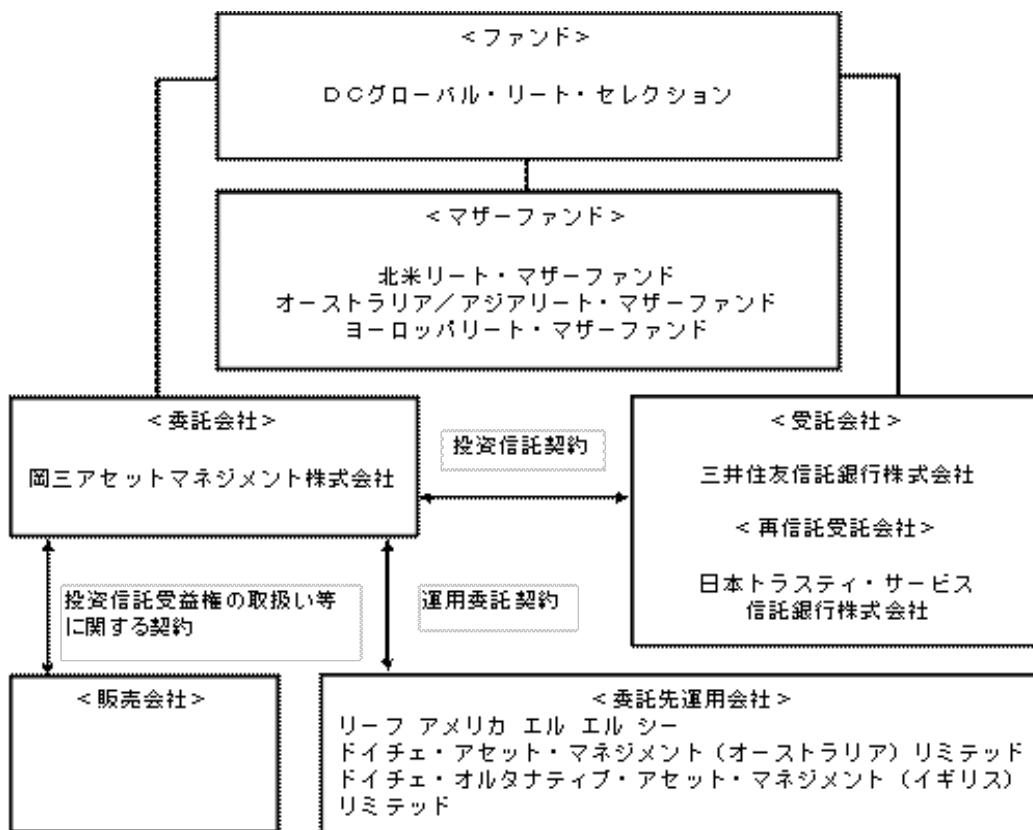 <ファンド>
DCグローバル・リート・セレクション
<マザーファンド>
北米リート・マザーファンド
オーストラリア／アジアリート・マザーファンド
ヨーロッパリート・マザーファンド
<委託会社>
岡三アセットマネジメント株式会社
投資信託契約
<受託会社>
三井住友信託銀行株式会社
<再信託受託会社>
日本トラスティ・サービス
信託銀行株式会社
投資信託受益権の取扱い等
に関する契約
運用委託契約
<販売会社>
<委託先運用会社>
リーフ アメリカ エル エル シー
ドイチェ・アセット・マネジメント（オーストラリア）リミテッド
ドイチェ・オルタナティブ・アセット・マネジメント（イギリス）
リミテッド